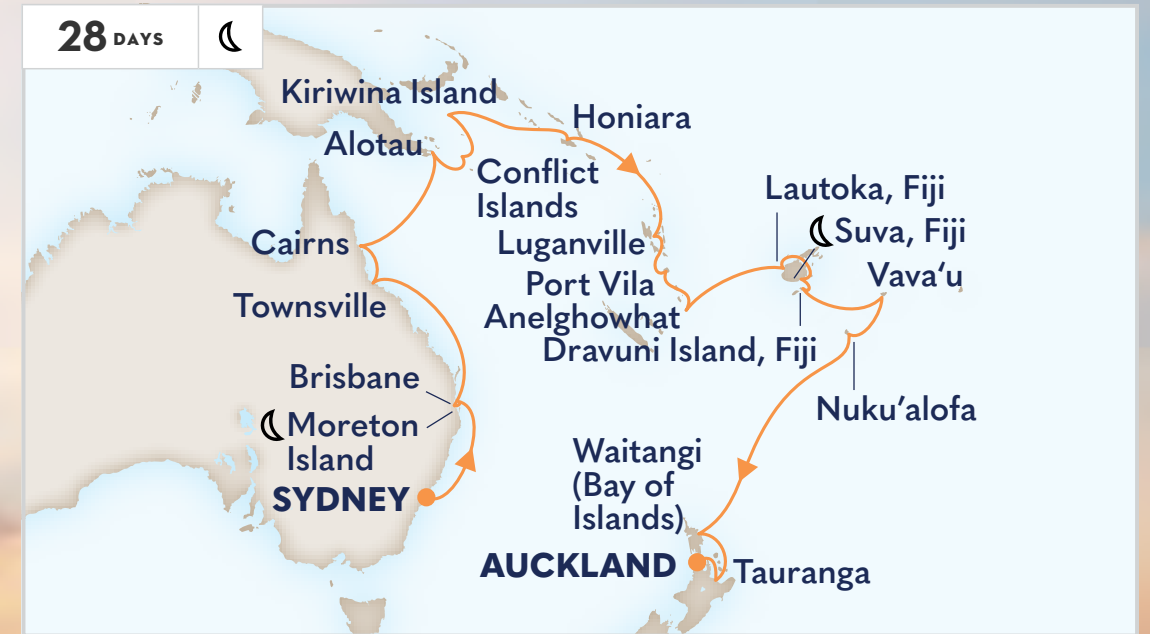 28 DAYS
Kiriwina Island
Honiara
Alotau
Conflict
Islands
Lautoka, Fiji
Suva, Fiji
Cairns
Luganville
Vava‘u
Port Vila
Townsville
Anelghowhat
Dravuni Island, Fiji
Brisbane
Nuku’alofa
Moreton
Island
Waitangi
(Bay of
Islands)
SYDNEY
AUCKLAND
Tauranga